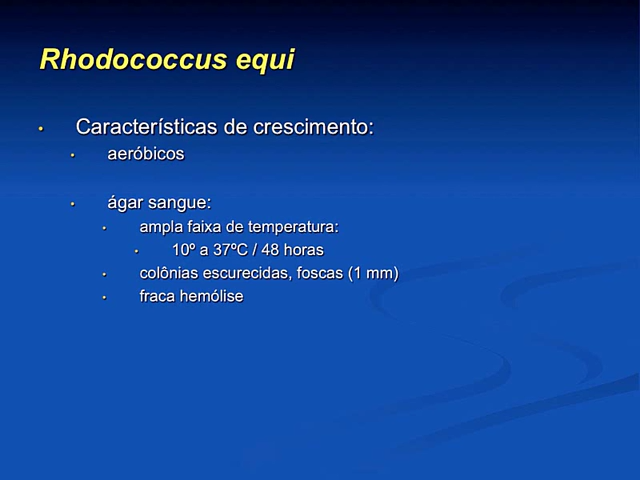 Rhodococcus equi
• Características de crescimento:
• aeróbicos
• ágar sangue:
• ampla faixa de temperatura:
• 10º a 37ºC / 48 horas
• colônias escurecidas, foscas (1 mm)
• fraca hemólise